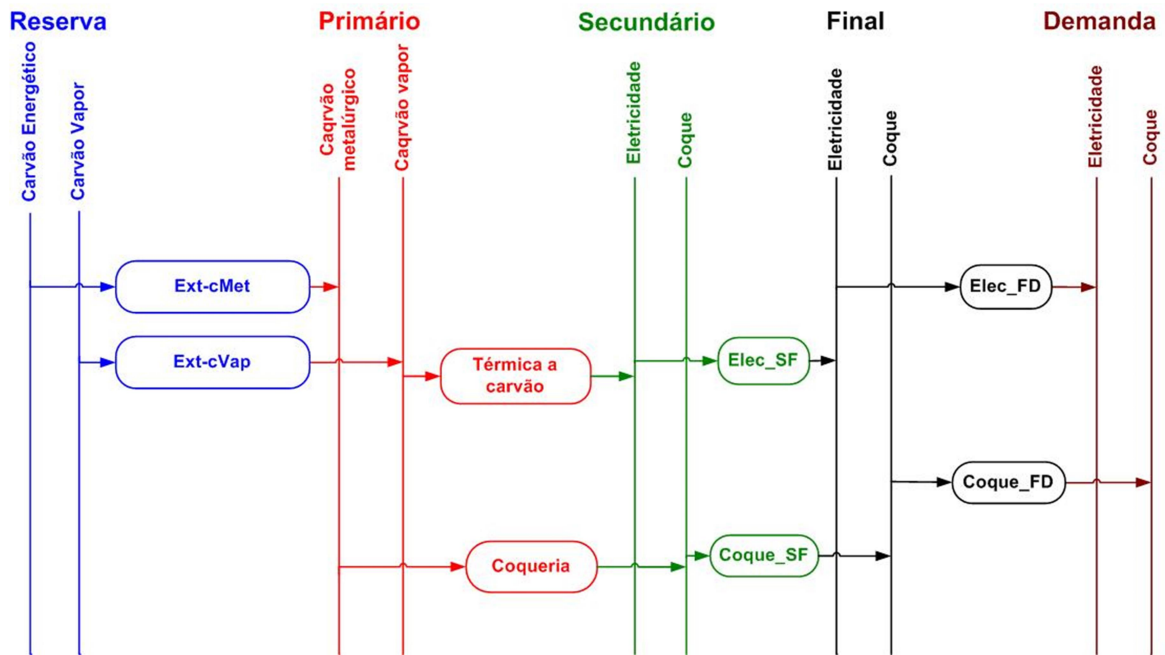 Reserva
Primário
Secundário
Final
Demanda
Carvão Energético
Carvão Vapor
Caqrvão
metalúrgico
Caqrvão vapor
Eletricidade
Coque
Eletricidade
Coque
Eletricidade
Coque
Ext-cMet
Elec_FD
Ext-cVap
Térmica a
carvão
Elec_SF
Coque_FD
Coqueria
Coque_SF